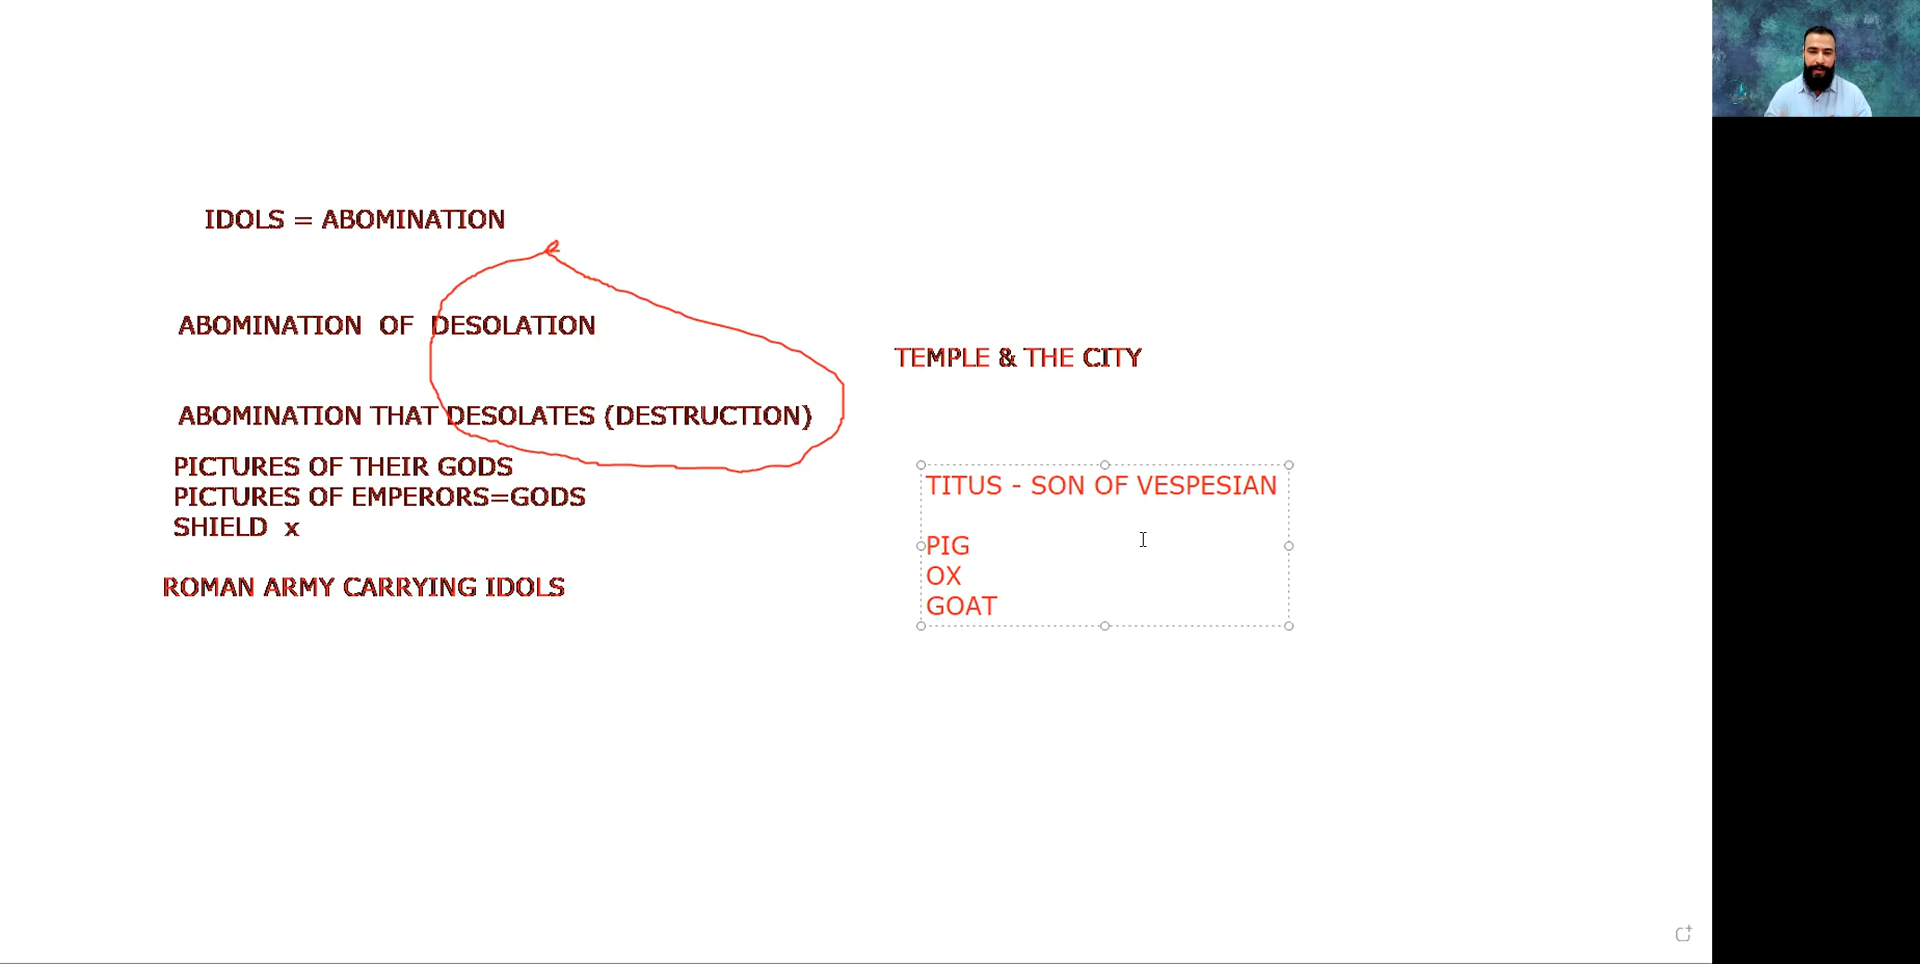 IDOLS = ABOMINATION
ABOMINATION OF DESOLATION
TEMPLE & THE CITY
ABOMINATION THAT DESOLATES (DESTRUCTION)
PICTURES OF THEIR GODS
PICTURES OF EMPERORS=GODS
SHIELD x
ROMAN ARMY CARRYING IDOLS
TITUS - SON OF VESPESIAN
PIG
OX
GOAT